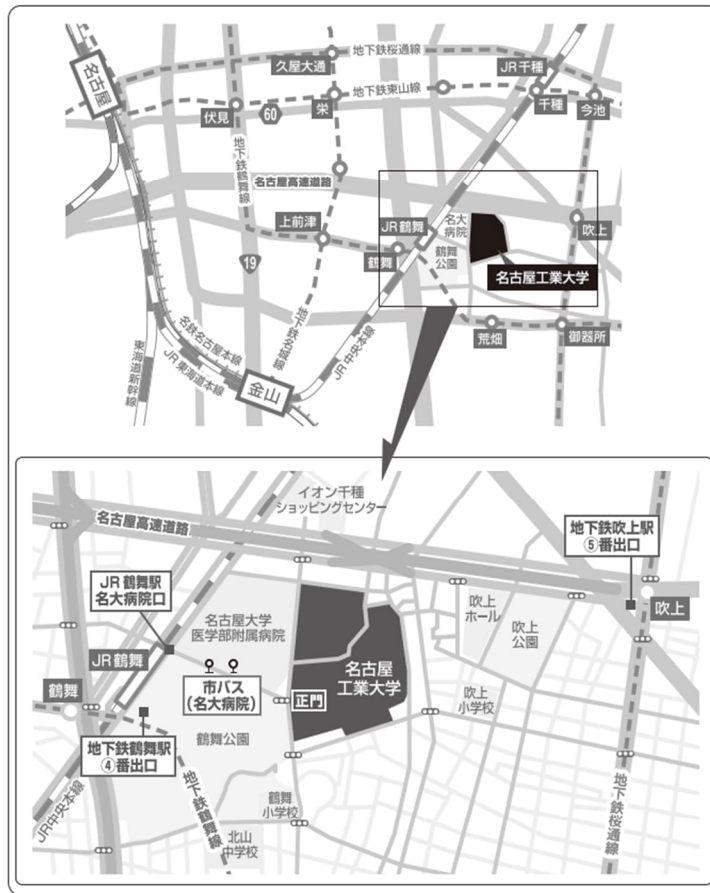 地下鉄桜通線
久屋大通
JR千種
名古屋
地下鉄東山線
伏見
60
栄
千種
今池
地下鉄鶴舞線
名古屋高速道路
上前津
JR鶴舞
名大
病院
吹上
鶴舞
鶴舞
公園
名古屋工業大学
19
地下鉄名城線
名鉄名古屋本線
JR東海道本線
東海道新幹線
JR中央本線
荒畑
御器所
金山
イオン千種
ショッピングセンター
名古屋高速道路
地下鉄吹上駅
⑤番出口
JR鶴舞駅
名大病院口
名古屋大学
医学部附属病院
吹上
ホール
吹上
公園
吹上
JR鶴舞
名古屋
工業大学
市バス
(名大病院)
正門
吹上
小学校
鶴舞
地下鉄鶴舞駅
④番出口
鶴舞公園
地下鉄鶴舞線
鶴舞
小学校
JR中央本線
北山
中学校
地下鉄桜通線